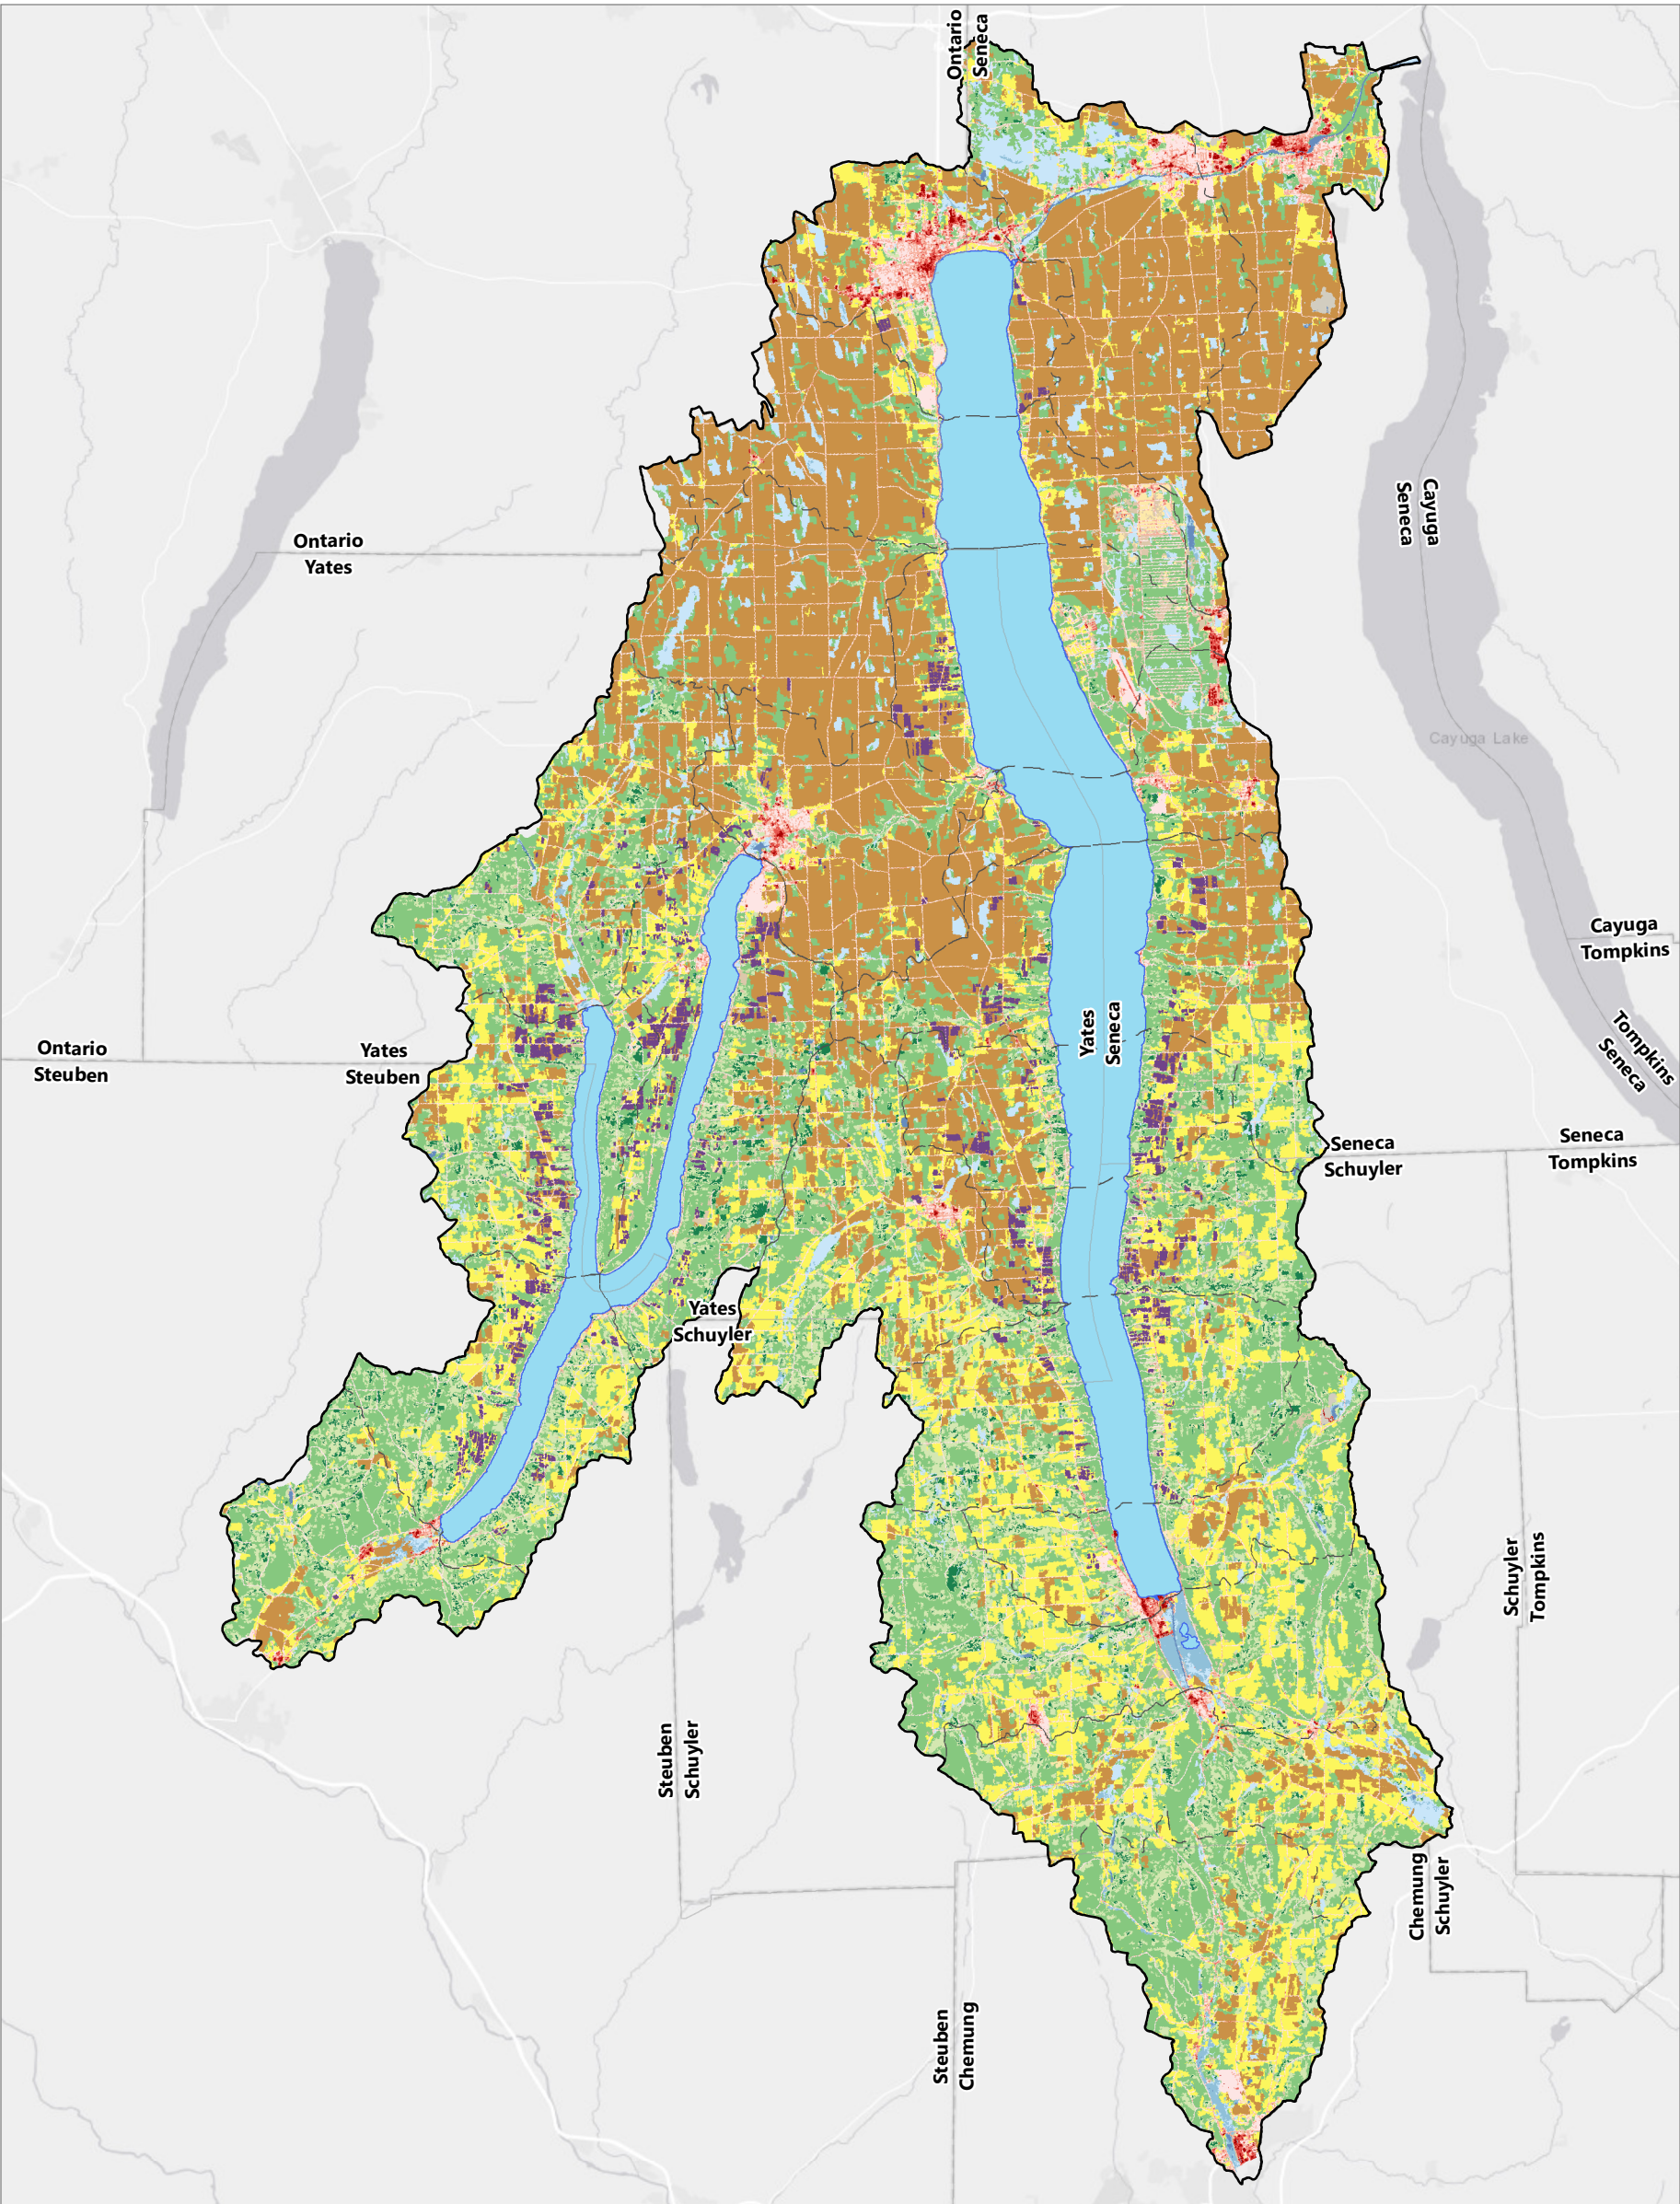 Ontario
Seneca
Cayuga
Seneca
Ontario
Yates
Cayuga Lake
Cayuga
Tompkins
Yates
Seneca
Tompkins
Seneca
Ontario
Steuben
Yates
Steuben
Seneca
Schuyler
Seneca
Tompkins
Yates
Schuyler
Schuyler
Tompkins
Steuben
Schuyler
Chemung
Schuyler
Steuben
Chemung